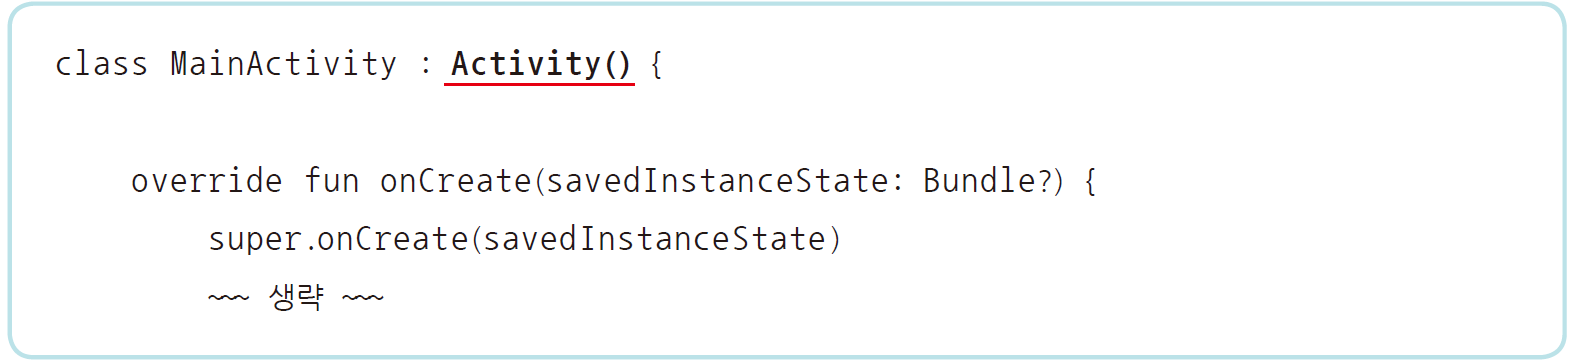 class MainActivity : Activity() {
override fun onCreate(savedInstanceState: Bundle?) {
super.onCreate(savedInstanceState)
~~~ 생략 ~~~